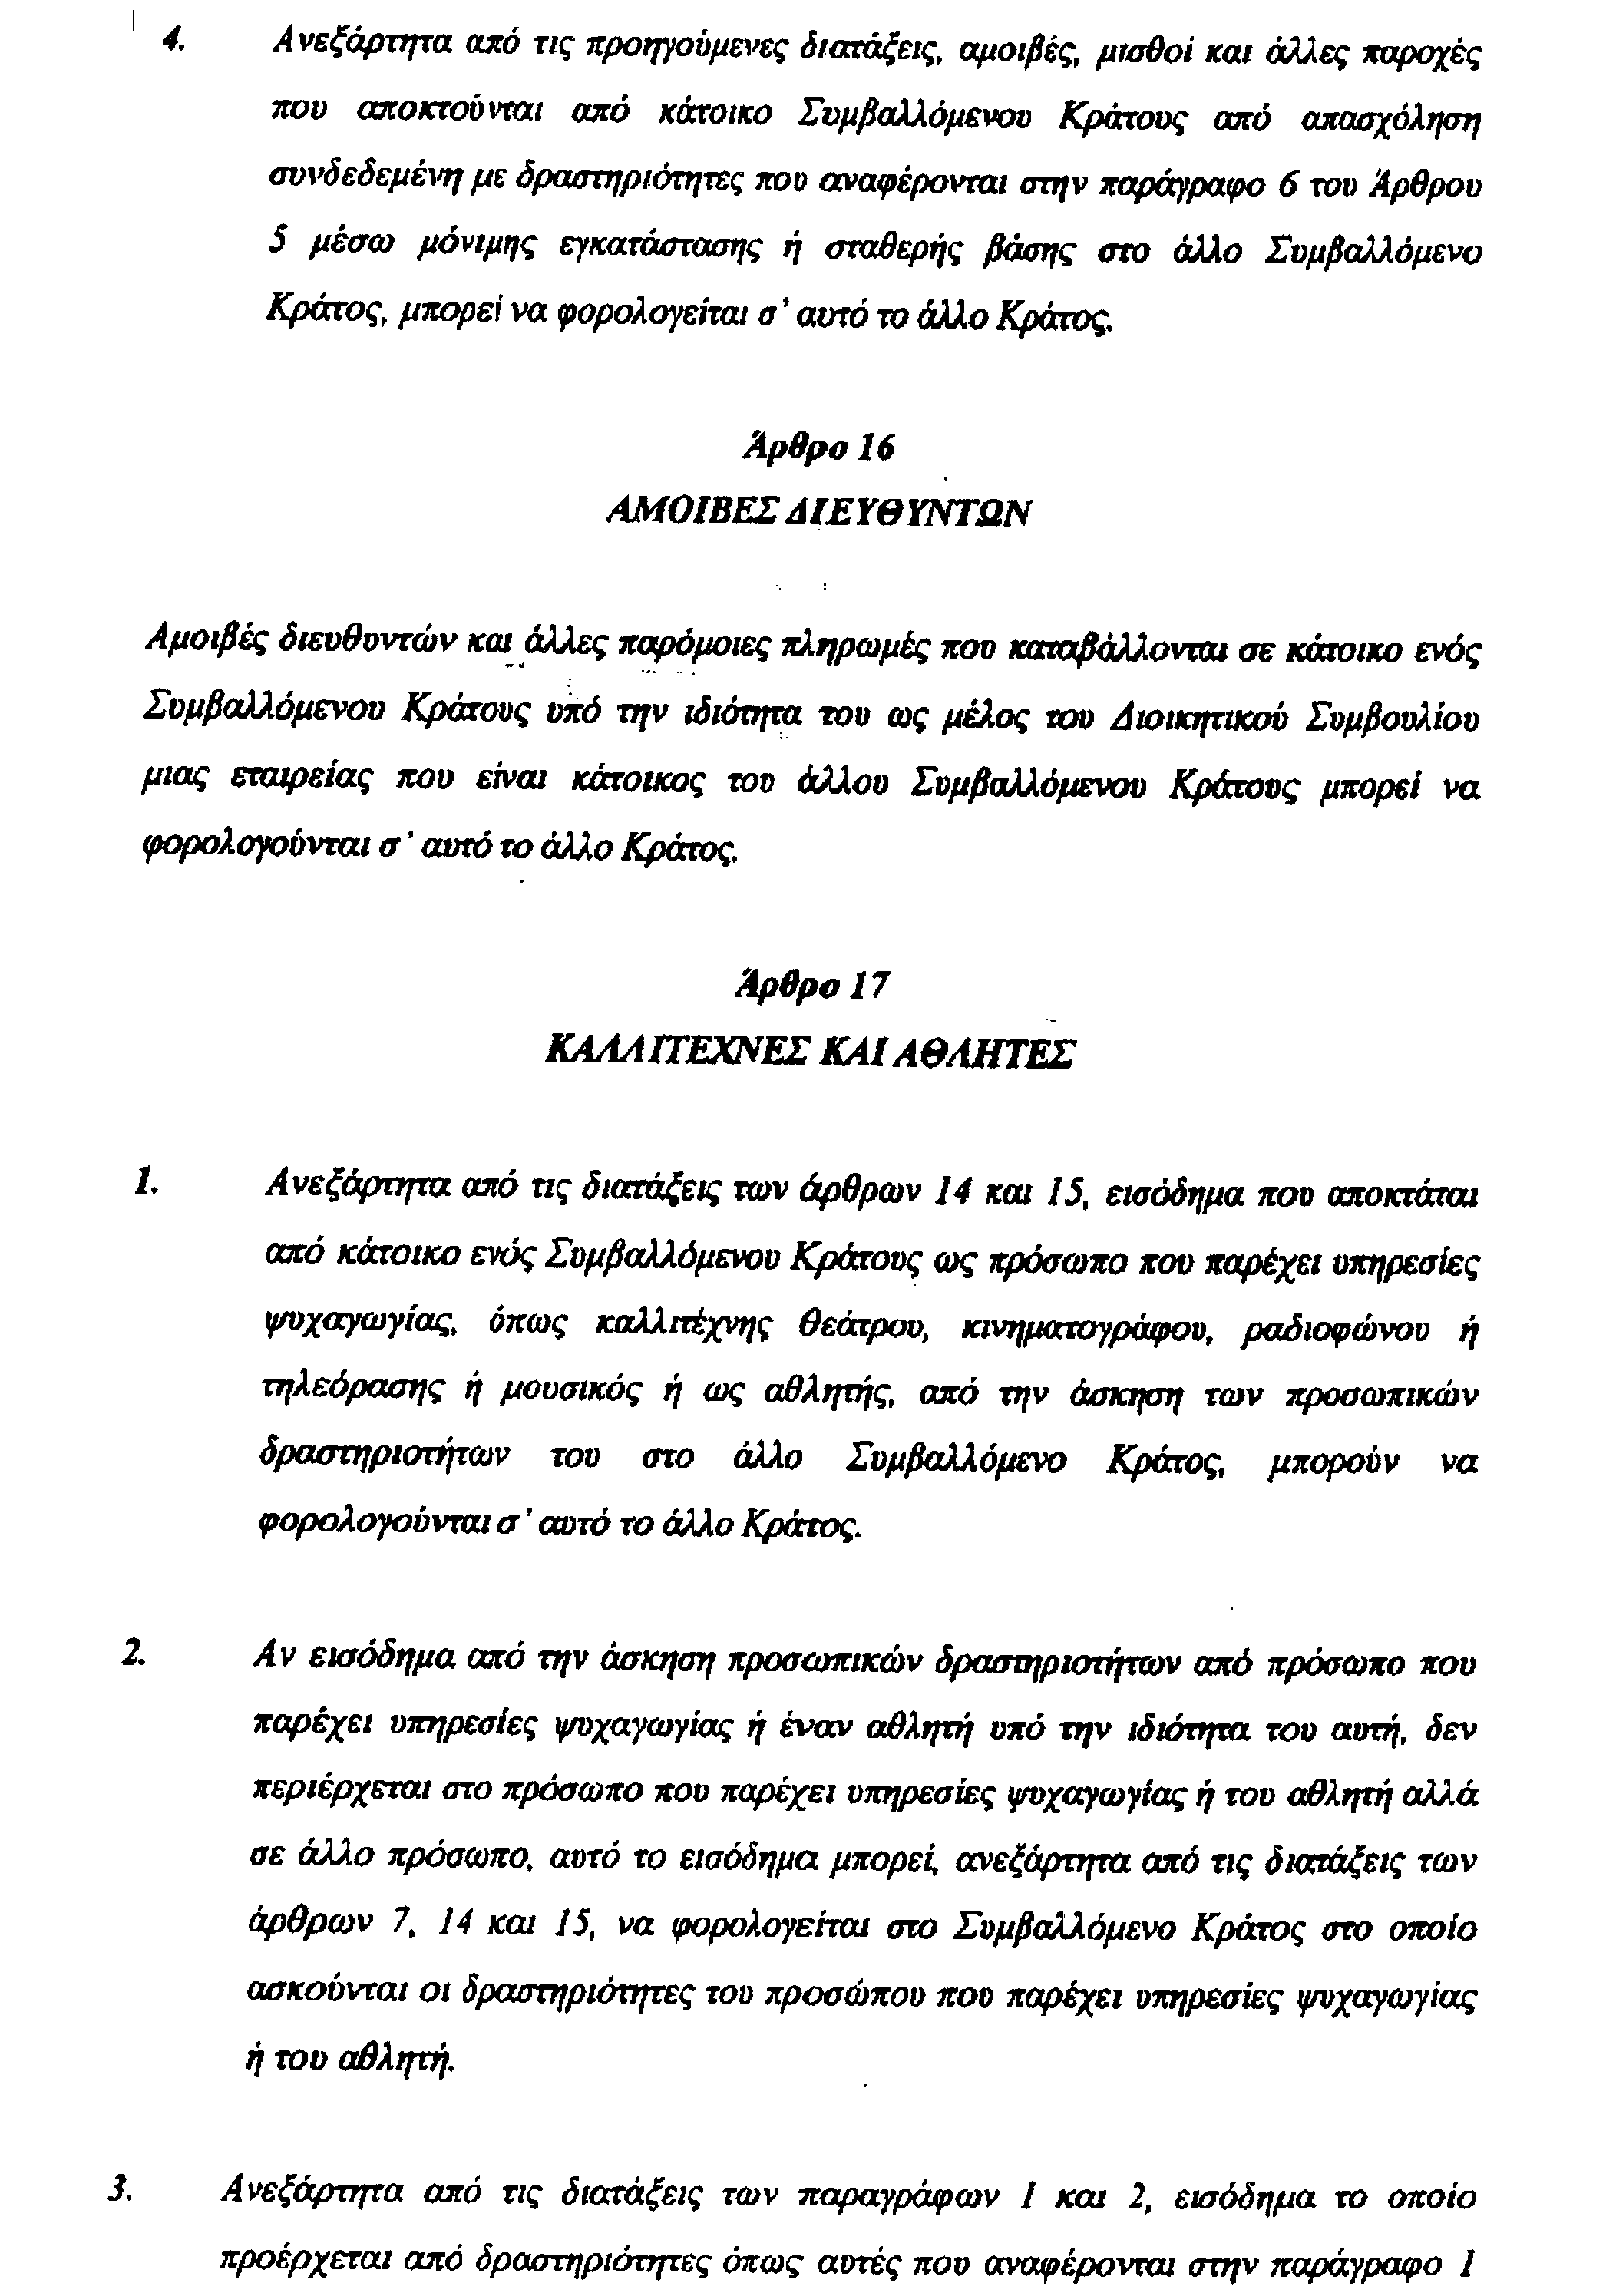 4. Ανεξάρτητα από τις προηγούμενες διατάξεις, αμοιβές, μισθοί και άλλες παροχές
που αποκτούνται από κάτοικο Συμβαλλόμενου Κράτους από απασχόληση
συνδεδεμένη με δραστηριότητες που αναφέρονται στην παράγραφο 6 του Άρθρου
5 μέσω μόνιμης εγκατάστασης ή σταθερής βάσης στο άλλο Συμβαλλόμενο
Κράτος, μπορεί να φορολογείται σ' αυτό το άλλο Κράτος.
Άρθρο 16
ΑΜΟΙΒΕΣ ΔΙΕΥΘΥΝΤΩΝ
Αμοιβές διευθυντών και άλλες παρόμοιες πληρωμές που καταβάλλονται σε κάτοικο ενός
Συμβαλλόμενου Κράτους υπό την ιδιότητα του ως μέλος του Διοικητικού Συμβουλίου
μιας εταιρείας που είναι κάτοικος του άλλου Συμβαλλόμενου Κράτους μπορεί να
φορολογούνται σ' αυτό το άλλο Κράτος.
Άρθρο 17
ΚΑΛΛΙΤΕΧΝΕΣ ΚΑΙ ΑΘΛΗΤΕΣ
1. Ανεξάρτητα από τις διατάξεις των άρθρων 14 και 15, εισόδημα που αποκτάται
από κάτοικο ενός Συμβαλλόμενου Κράτους ως πρόσωπο που παρέχει υπηρεσίες
ψυχαγωγίας, όπως καλλιτέχνης θεάτρου, κινηματογράφου, ραδιοφώνου ή
τηλεόρασης ή μουσικός ή ως αθλητής, από την άσκηση των προσωπικών
δραστηριοτήτων του στο άλλο Συμβαλλόμενο Κράτος, μπορούν να
φορολογούνται σ' αυτό το άλλο Κράτος.
2. Αν εισόδημα από την άσκηση προσωπικών δραστηριοτήτων από πρόσωπο που
παρέχει υπηρεσίες ψυχαγωγίας ή έναν αθλητή υπό την ιδιότητα του αυτή, δεν
περιέρχεται στο πρόσωπο που παρέχει υπηρεσίες ψυχαγωγίας ή του αθλητή αλλά
σε άλλο πρόσωπο, αυτό το εισόδημα μπορεί, ανεξάρτητα από τις διατάξεις των
άρθρων 7, 14 και 15, να φορολογείται στο Συμβαλλόμενο Κράτος στο οποίο
ασκούνται οι δραστηριότητες του προσώπου που παρέχει υπηρεσίες ψυχαγωγίας
ή του αθλητή.
3. Ανεξάρτητα από τις διατάξεις των παραγράφων 1 και 2, εισόδημα το οποίο
προέρχεται από δραστηριότητες όπως αυτές που αναφέρονται στην παράγραφο 1